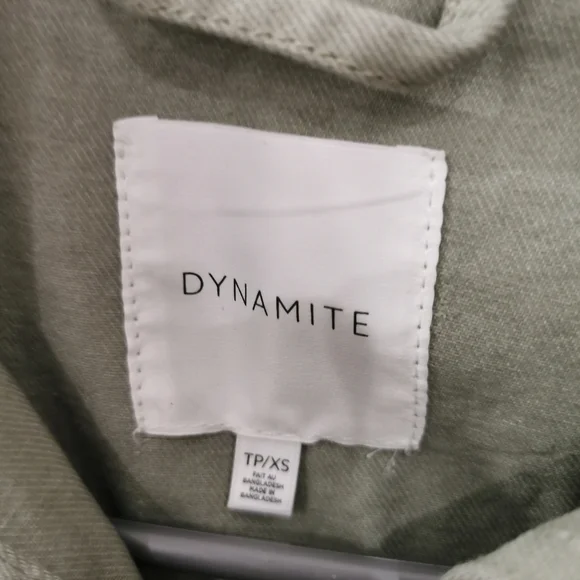 DYNAMITE
TP/XS
FAIT AU
BANGLADESH
MADE IN
BANGLADESH